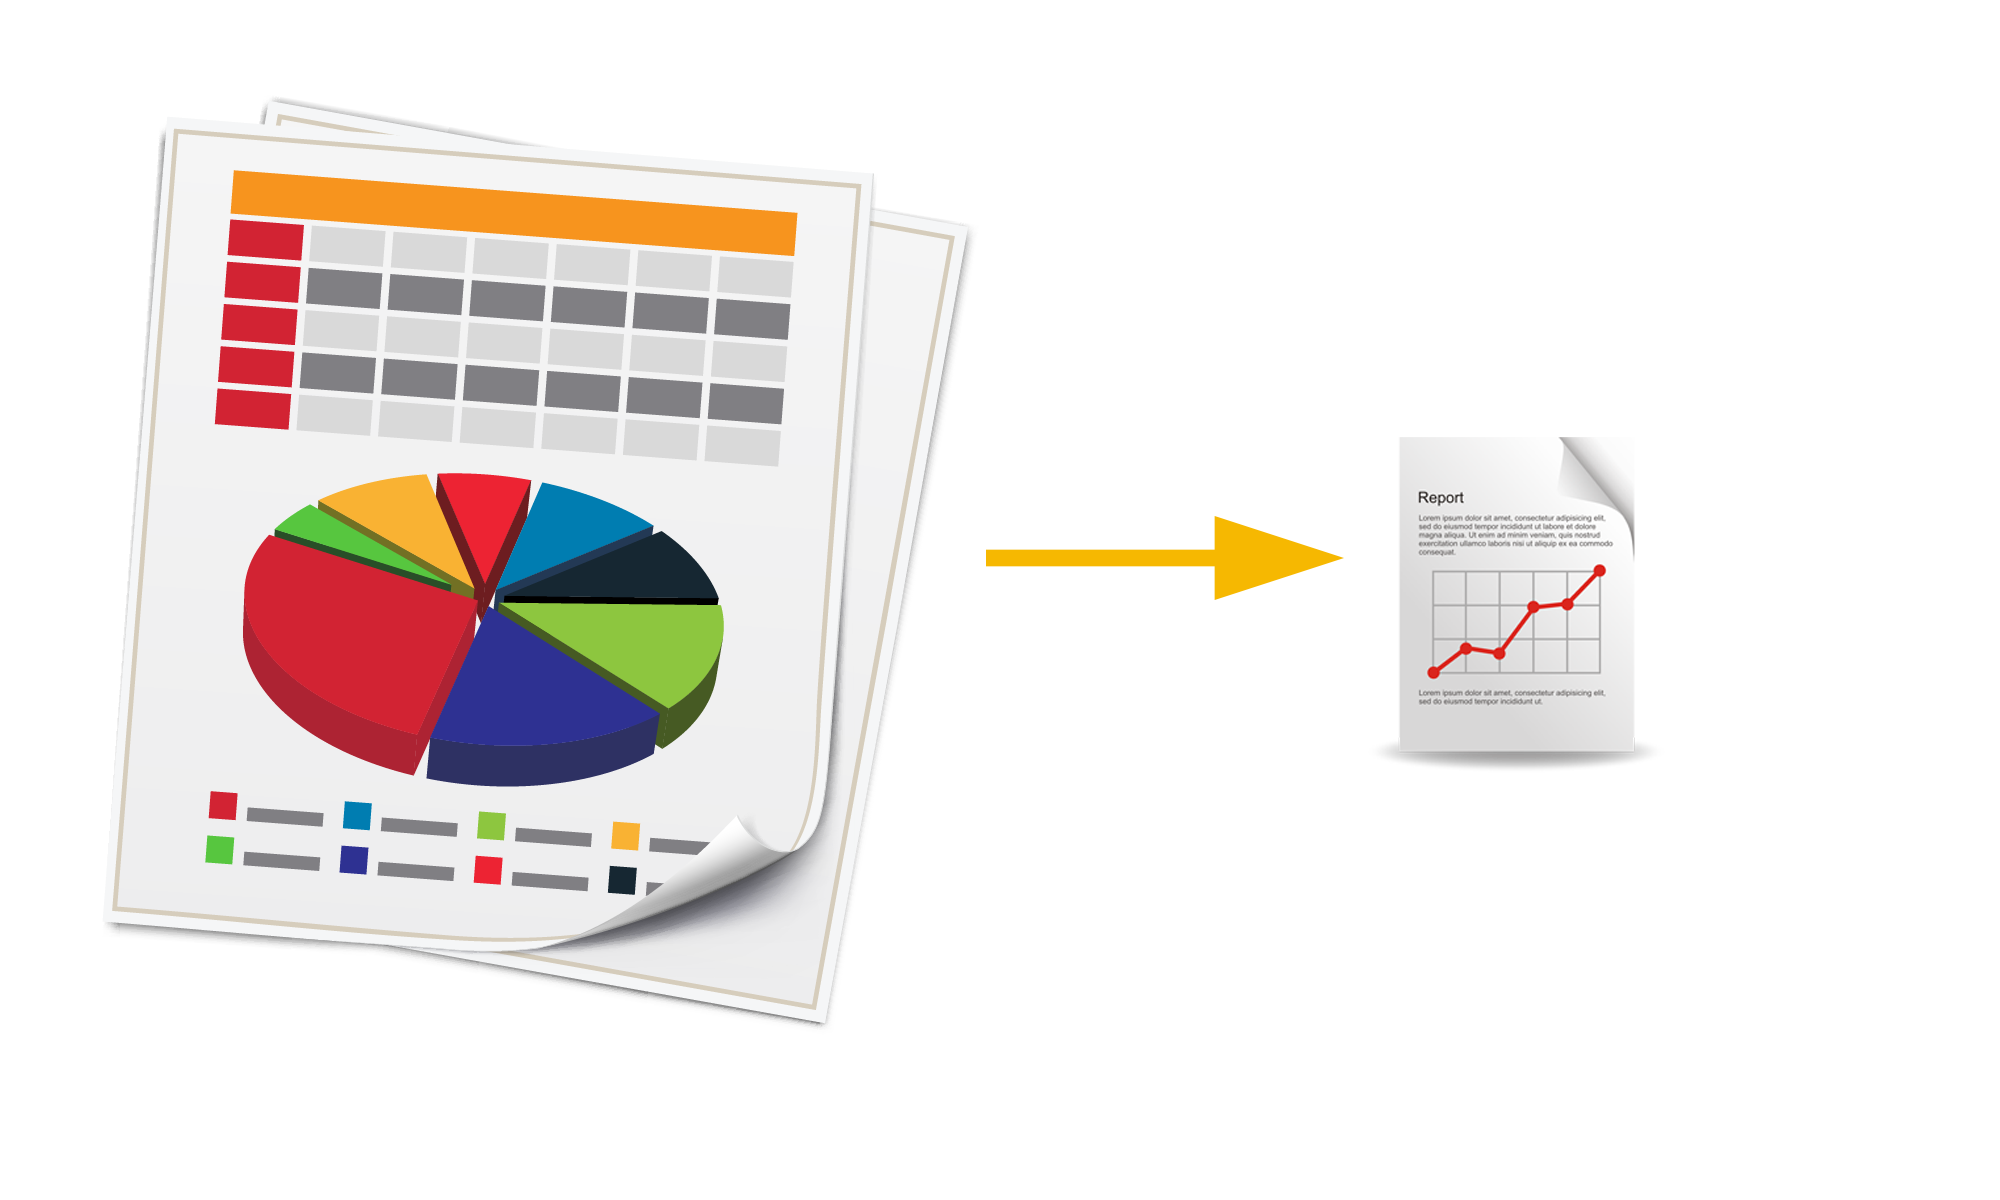 Report
Lorem ipsum dolor sit amet, consectetur adipisicing elit,
sed do eiusmod tempor incididunt ut labore et dolore
magna aliqua. Ut enim ad minim veniam, quis nostrud
exercitation ullamco laboris nisi ut aliquip ex ea commodo
consequat.
Lorem ipsum dolor sit amet, consectetur adipisicing elit,
sed do eiusmod tempor incididunt ut.